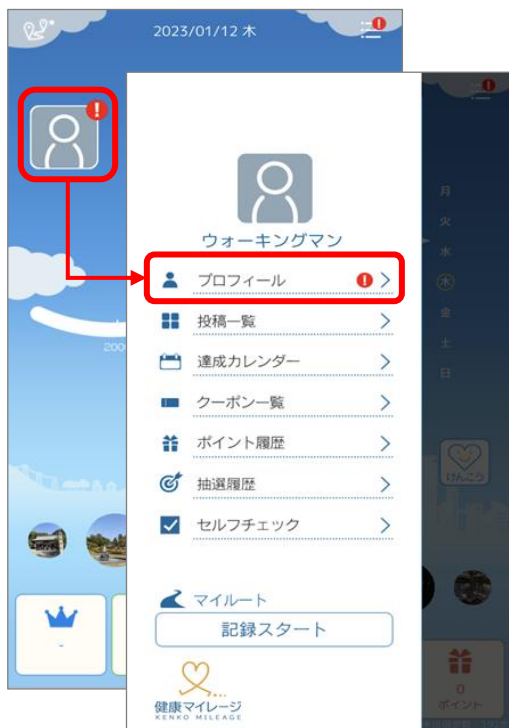 2023/01/12 木
ウォーキングマン
プロフィール
投稿一覧
達成カレンダー
クーポン一覧
ポイント履歴
抽選履歴
セルフチェック
マイルート
記録スタート
健康マイレージ
KENKO MILEAGE
200
-
月
火
水
木
金
土
日
けんこう
0
ポイント